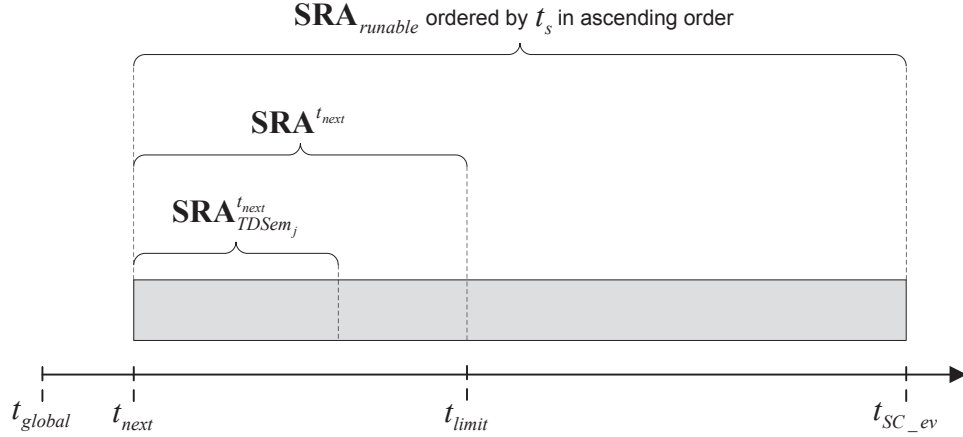 SRA_runable ordered by t_s in ascending order
SRA^t_next
SRA^t_next_TDSem_j
t_global t_next t_limit t_SC_ev